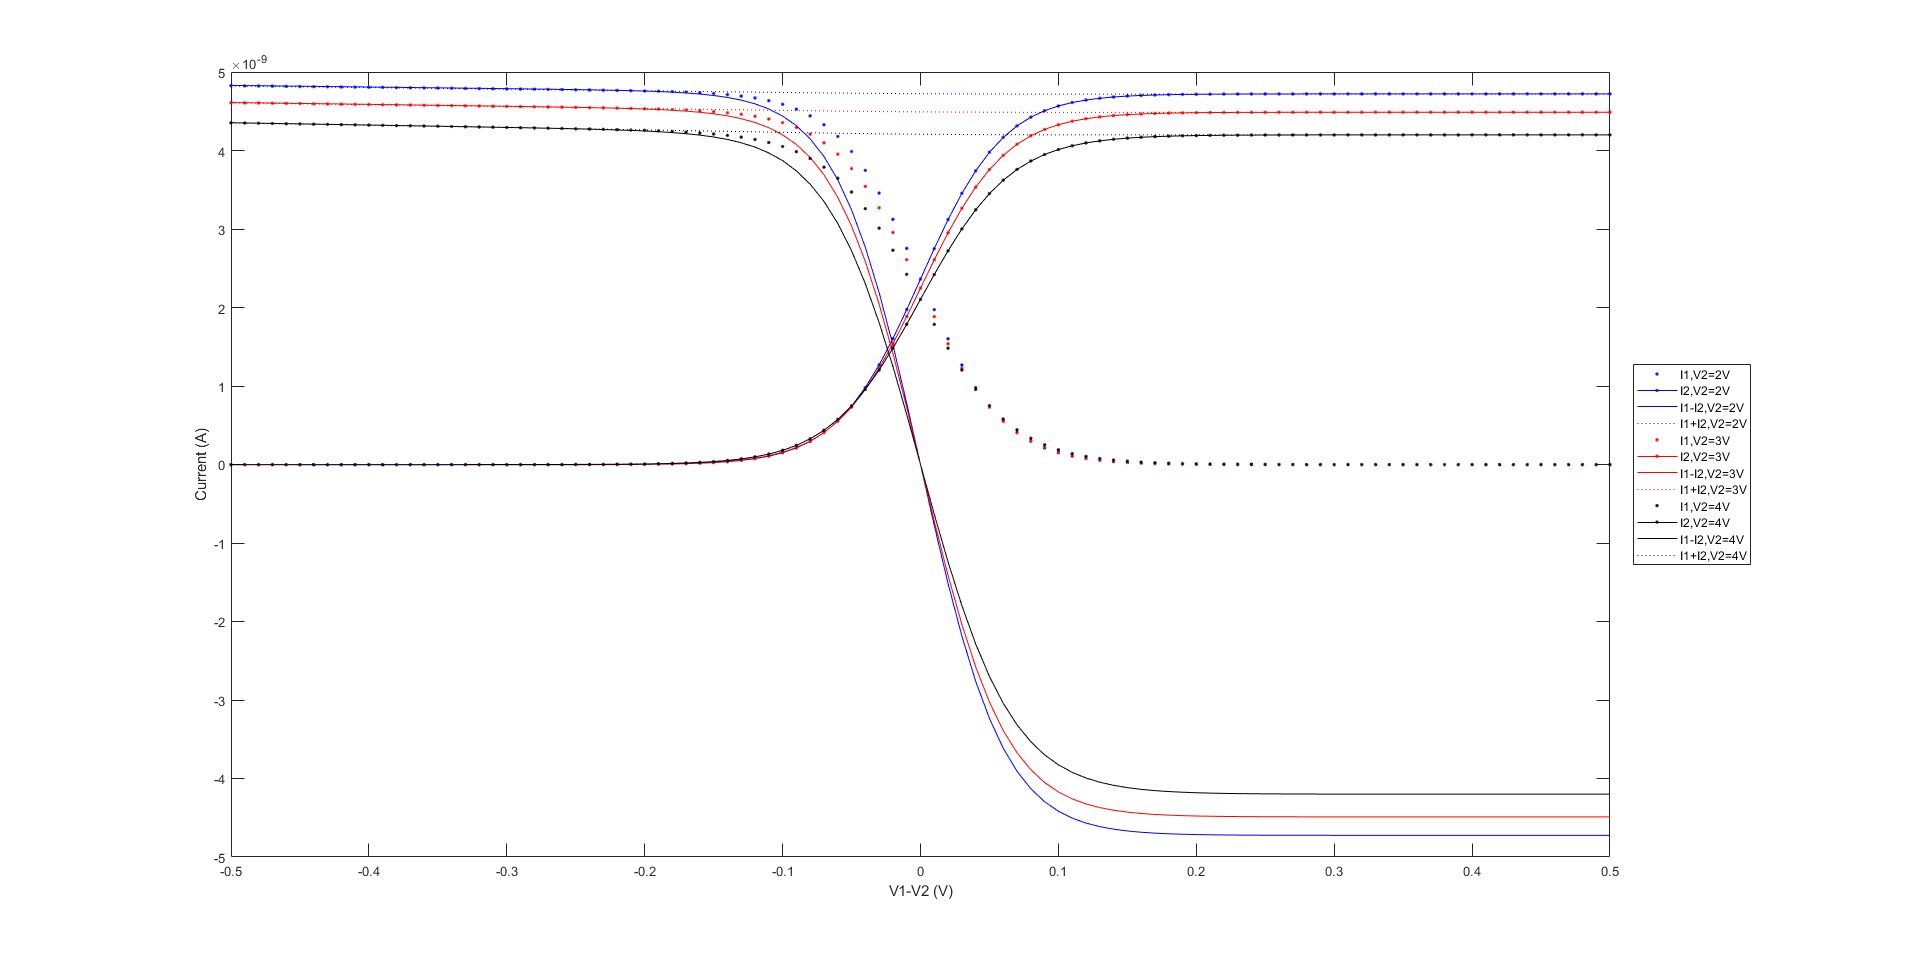 ×10-9
5
4
3
2
1
0
-1
-2
-3
-4
-5
Current (A)
-0.5 -0.4 -0.3 -0.2 -0.1 0 0.1 0.2 0.3 0.4 0.5
V1-V2 (V)
I1,V2=2V
I2,V2=2V
I1-I2,V2=2V
I1+I2,V2=2V
I1,V2=3V
I2,V2=3V
I1-I2,V2=3V
I1+I2,V2=3V
I1,V2=4V
I2,V2=4V
I1-I2,V2=4V
I1+I2,V2=4V